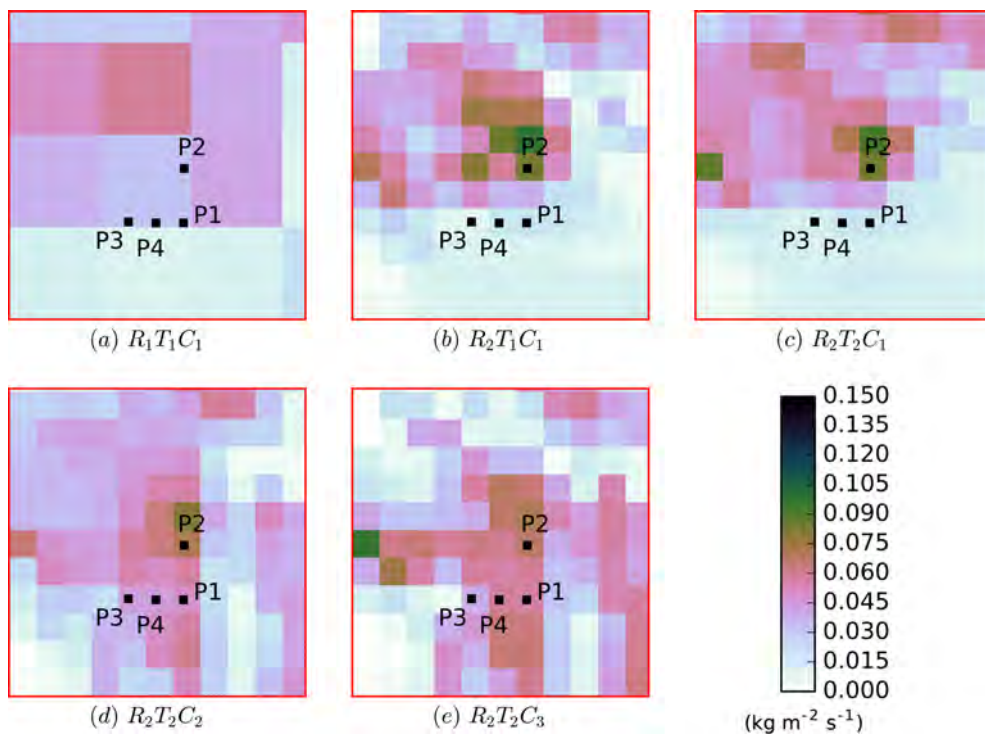 P2
P1
P3
P4
(a) R₁T₁C₁
P2
P1
P3
P4
(b) R₂T₁C₁
P2
P1
P3
P4
(c) R₂T₂C₁
P2
P1
P3
P4
(d) R₂T₂C₂
P2
P1
P3
P4
(e) R₂T₂C₃
0.150
0.135
0.120
0.105
0.090
0.075
0.060
0.045
0.030
0.015
0.000
(kg m⁻² s⁻¹)